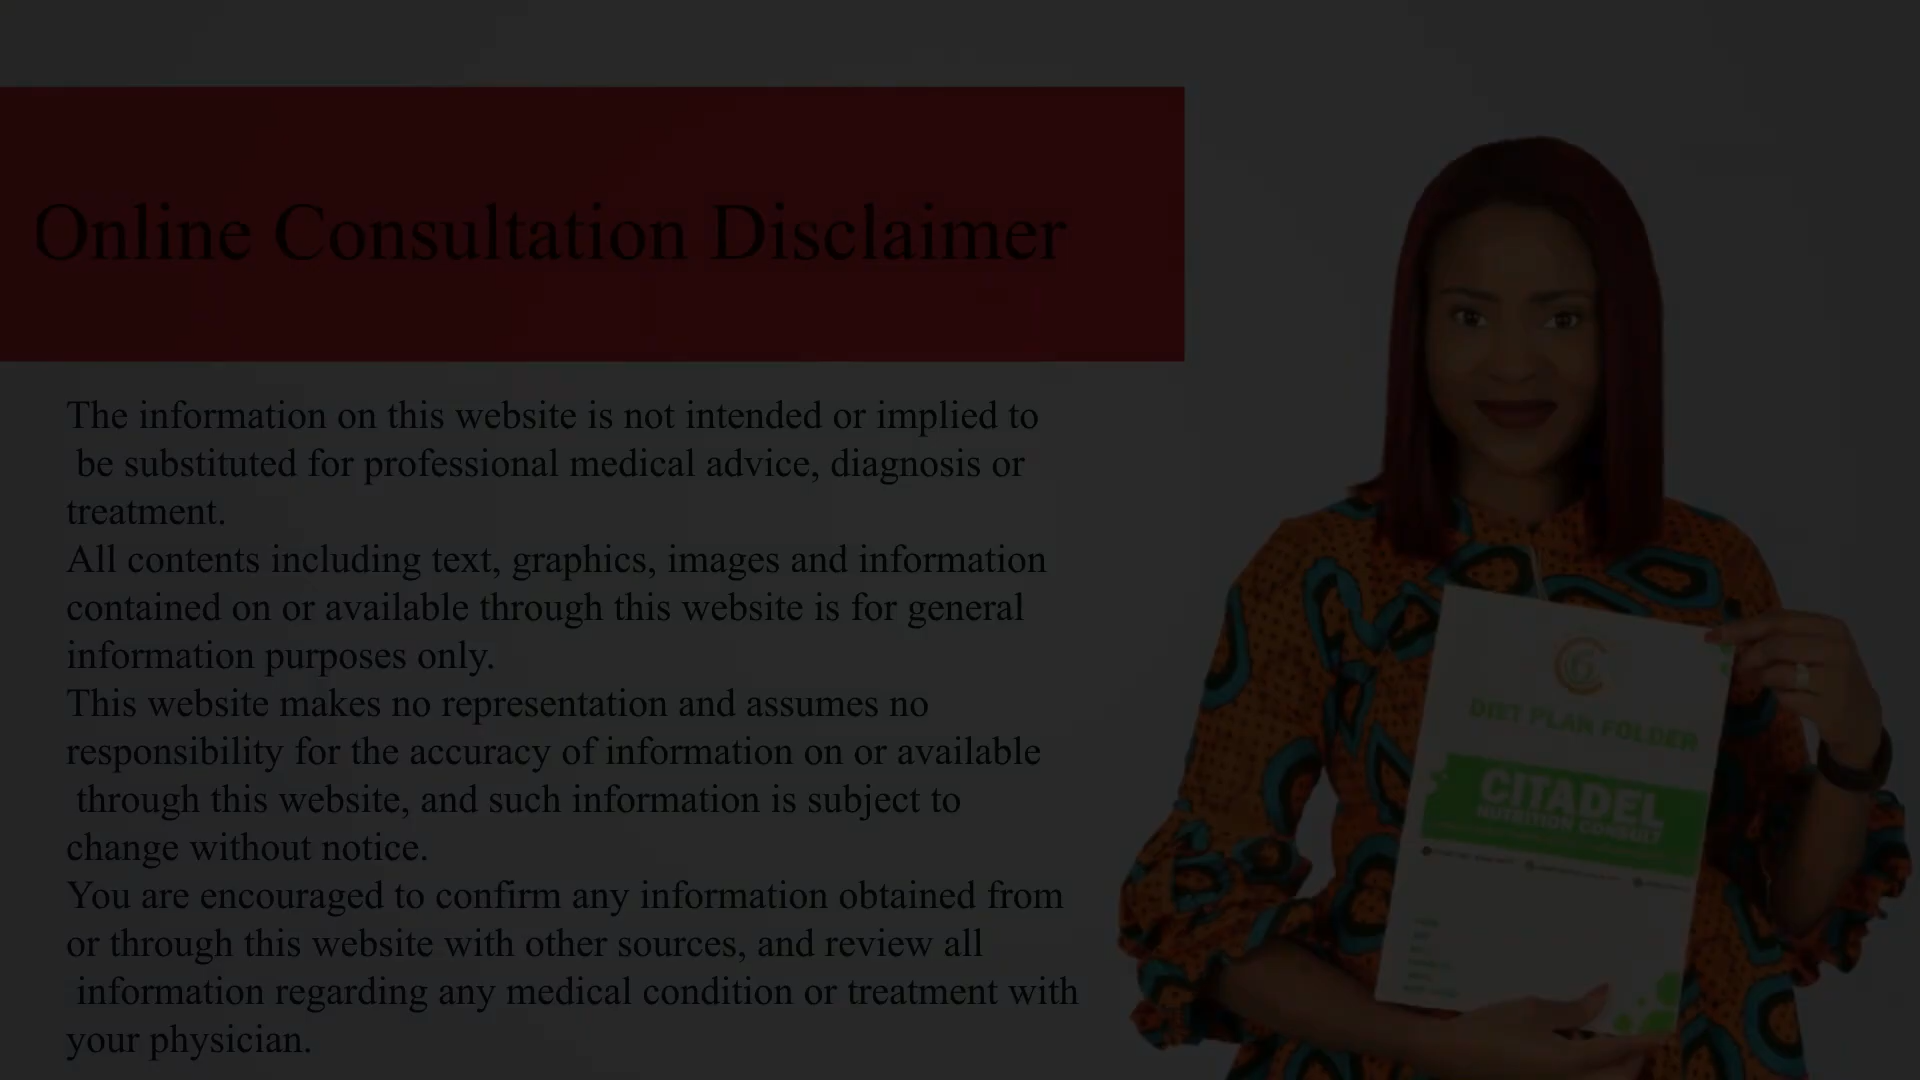 Online Consultation Disclaimer
The information on this website is not intended or implied to
be substituted for professional medical advice, diagnosis or
treatment.
All contents including text, graphics, images and information
contained on or available through this website is for general
information purposes only.
This website makes no representation and assumes no
responsibility for the accuracy of information on or available
through this website, and such information is subject to
change without notice.
You are encouraged to confirm any information obtained from
or through this website with other sources, and review all
information regarding any medical condition or treatment with
your physician.
DIET PLAN FOLDER
CITADEL
NUTRITION CONSULT